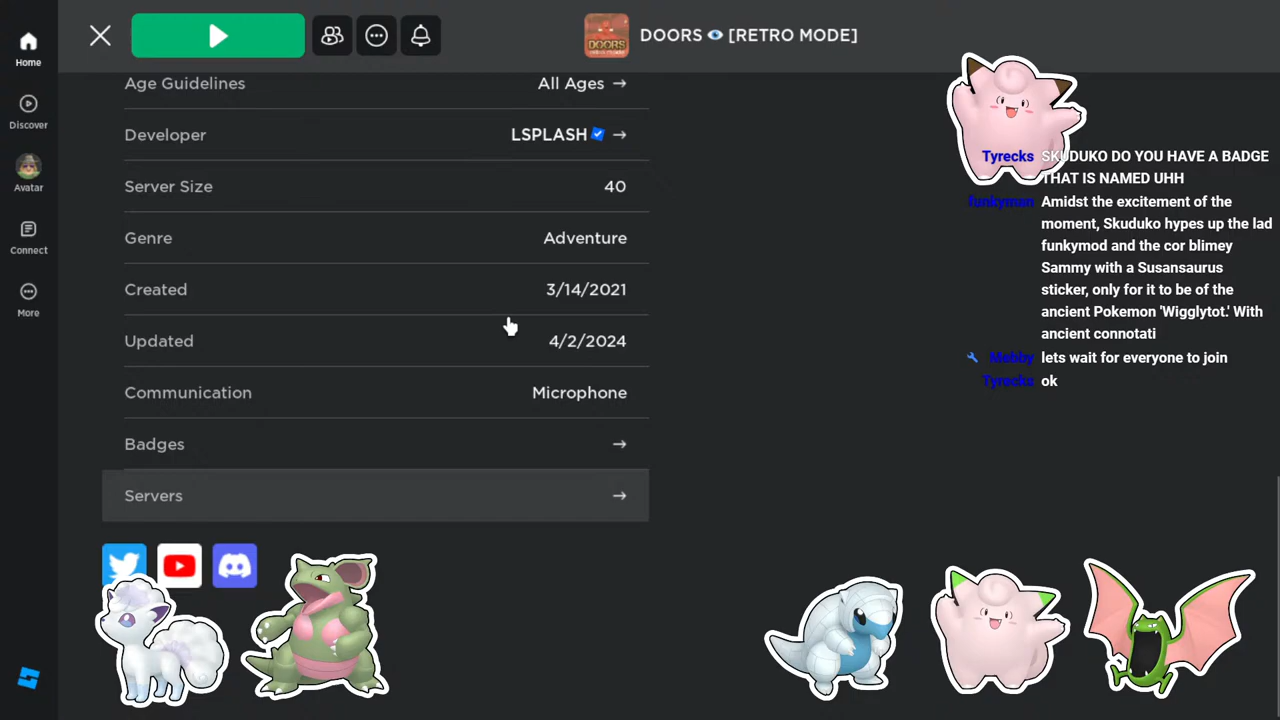 DOORS 👁 [RETRO MODE]
Home
Discover
Avatar
Connect
More
Age Guidelines All Ages →
Developer LSPLASH →
Server Size 40
Genre Adventure
Created 3/14/2021
Updated 4/2/2024
Communication Microphone
Badges →
Servers →
DOORS
Tyrecks SKUDUKO DO YOU HAVE A BADGE
THAT IS NAMED UHH
funkyman Amidst the excitement of the
moment, Skuduko hypes up the lad
funkymod and the cor blimey
Sammy with a Susansaurus
sticker, only for it to be of the
ancient Pokemon 'Wigglytot.' With
ancient connotati
Mebby lets wait for everyone to join
Tyrecks ok